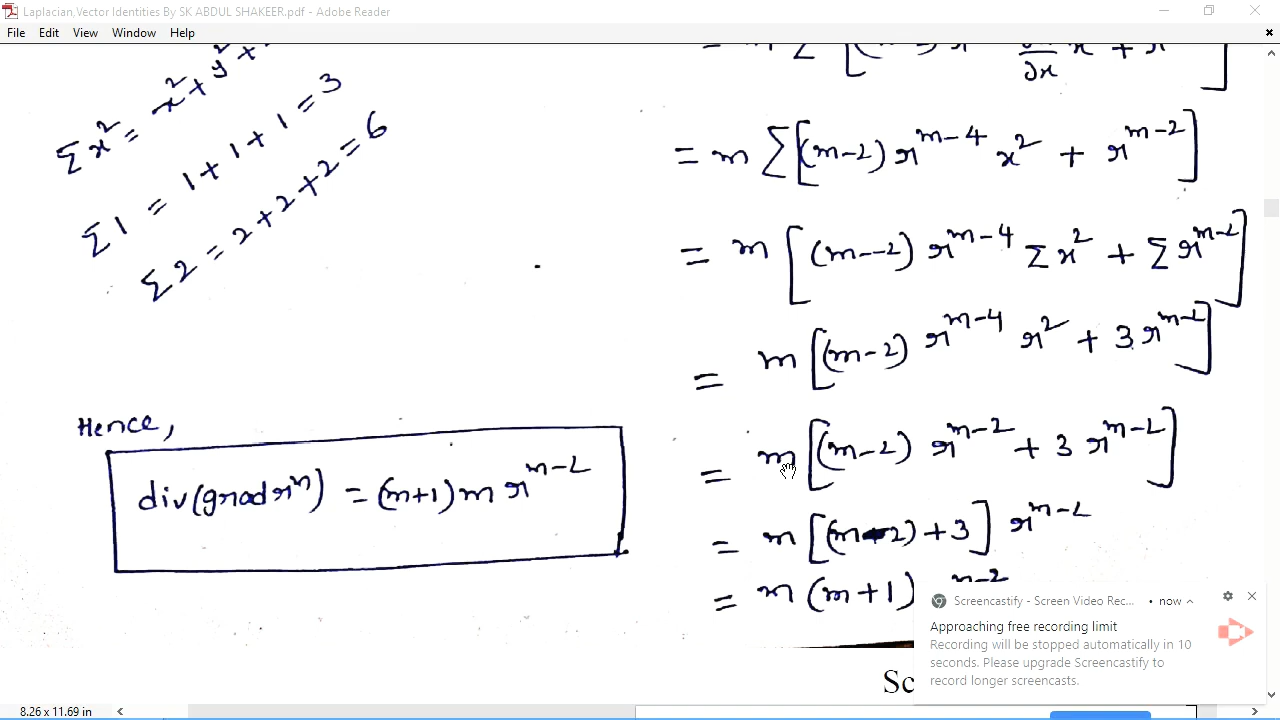 Laplacian,Vector Identities By SK ABDUL SHAKEER.pdf - Adobe Reader
File Edit View Window Help
Σx² = x² + y² +
Σ1 = 1+1+1 = 3
Σ2 = 2+2+2 = 6
Hence,
div(grad rⁿ) = (m+1) m r^{m-2}
∂x
= m Σ[(m-2) r^{m-4} x² + r^{m-2}]
= m [(m-2) r^{m-4} Σx² + Σr^{m-2}]
= m [(m-2) r^{m-4} r² + 3 r^{m-2}]
= m [(m-2) r^{m-2} + 3 r^{m-2}]
= m [(m-2)+3] r^{m-2}
= m (m+1) m-2
Screencastify - Screen Video Rec... • now
Approaching free recording limit
Recording will be stopped automatically in 10
seconds. Please upgrade Screencastify to
record longer screencasts.
Sc
8.26 x 11.69 in